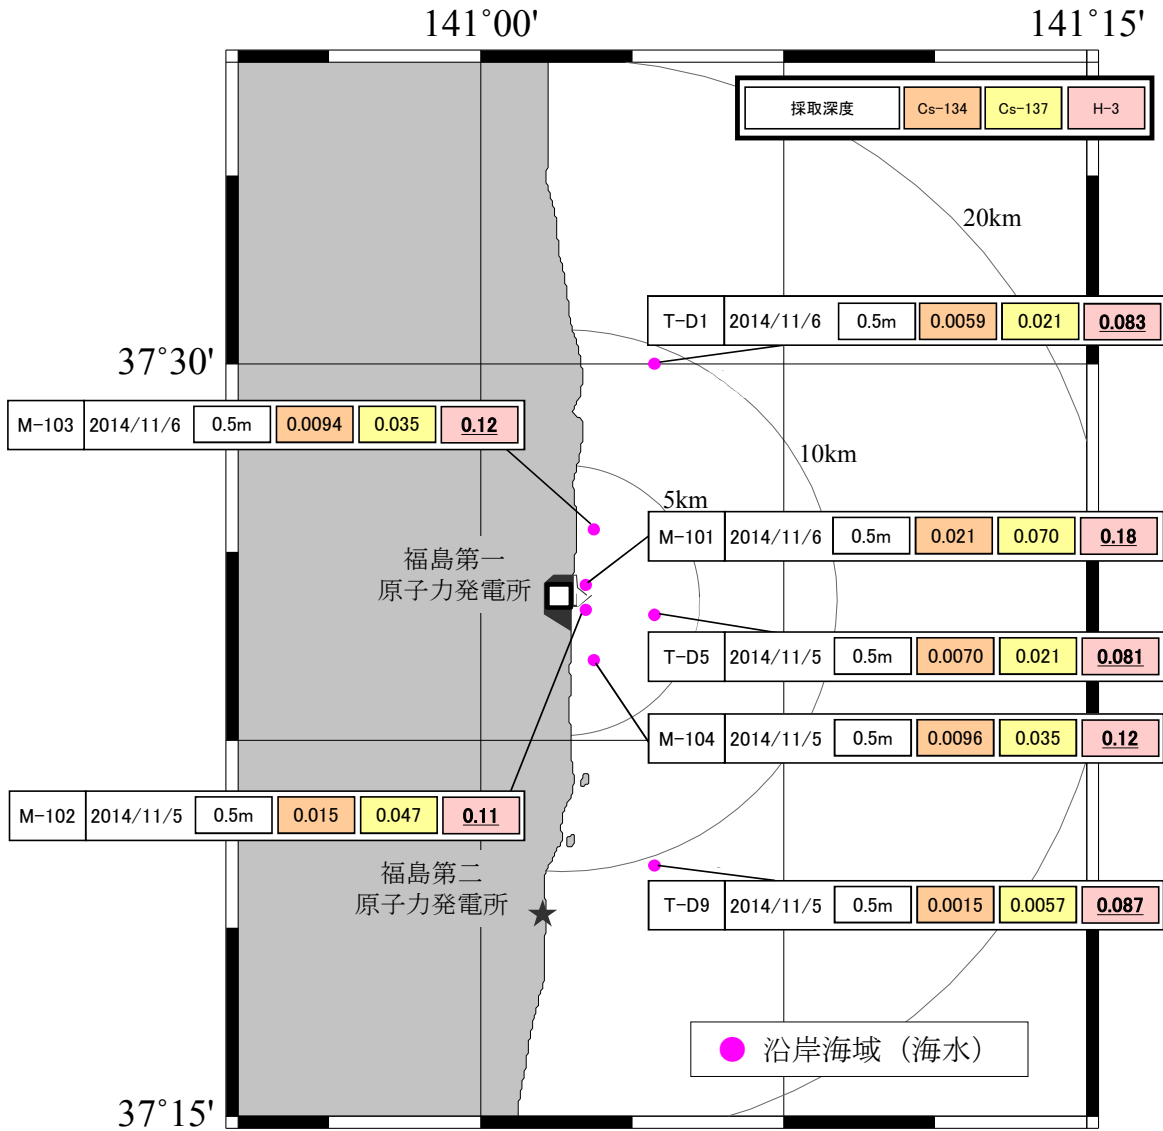 141°00' 141°15'
採取深度 Cs-134 Cs-137 H-3
20km
T-D1 2014/11/6 0.5m 0.0059 0.021 0.083
37°30'
M-103 2014/11/6 0.5m 0.0094 0.035 0.12
10km
5km
M-101 2014/11/6 0.5m 0.021 0.070 0.18
福島第一
原子力発電所
T-D5 2014/11/5 0.5m 0.0070 0.021 0.081
M-104 2014/11/5 0.5m 0.0096 0.035 0.12
M-102 2014/11/5 0.5m 0.015 0.047 0.11
福島第二
原子力発電所
T-D9 2014/11/5 0.5m 0.0015 0.0057 0.087
沿岸海域（海水）
37°15'